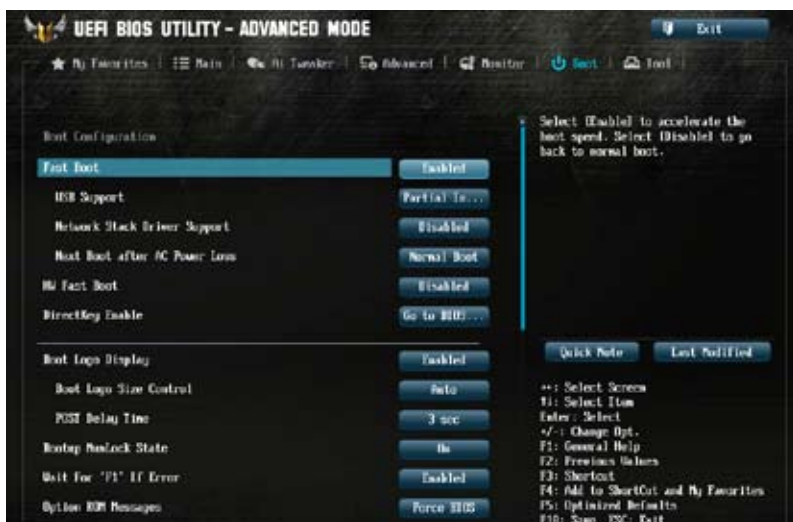 UEFI BIOS UTILITY – ADVANCED MODE
Exit
My Favorites
Main
Ai Tweaker
Advanced
Monitor
Boot
Tool
Boot Configuration
Fast Boot
Enabled
USB Support
Partial In...
Network Stack Driver Support
Disabled
Next Boot after AC Power Loss
Normal Boot
HW Fast Boot
Disabled
DirectKey Enable
Go to BIOS...
Boot Logo Display
Enabled
Boot Logo Size Control
Auto
POST Delay Time
3 sec
Bootup NumLock State
On
Wait For 'F1' If Error
Enabled
Option ROM Messages
Force BIOS
Select [Enable] to accelerate the
boot speed. Select [Disable] to go
back to normal boot.
Quick Note
Last Modified
↔: Select Screen
↑↓: Select Item
Enter: Select
+/-: Change Opt.
F1: General Help
F2: Previous Values
F3: Shortcut
F4: Add to ShortCut and My Favorites
F5: Optimized Defaults
F10: Save ESC: Exit